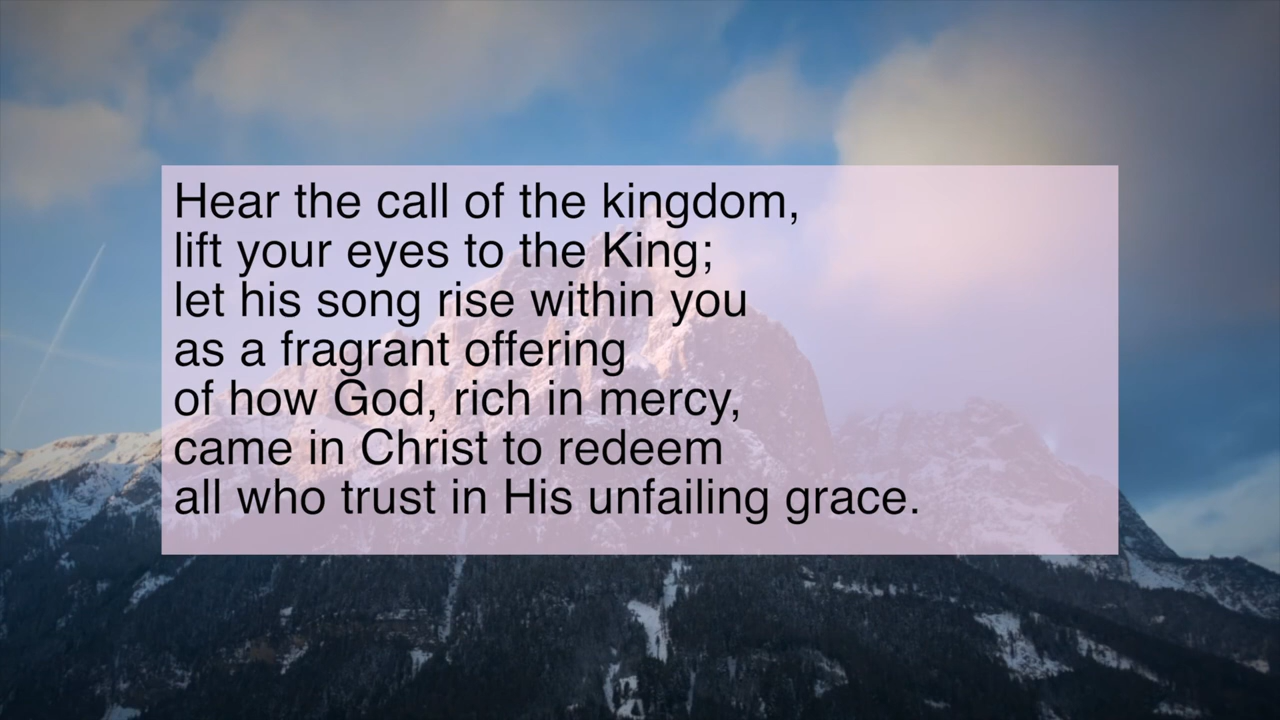 Hear the call of the kingdom,
lift your eyes to the King;
let his song rise within you
as a fragrant offering
of how God, rich in mercy,
came in Christ to redeem
all who trust in His unfailing grace.